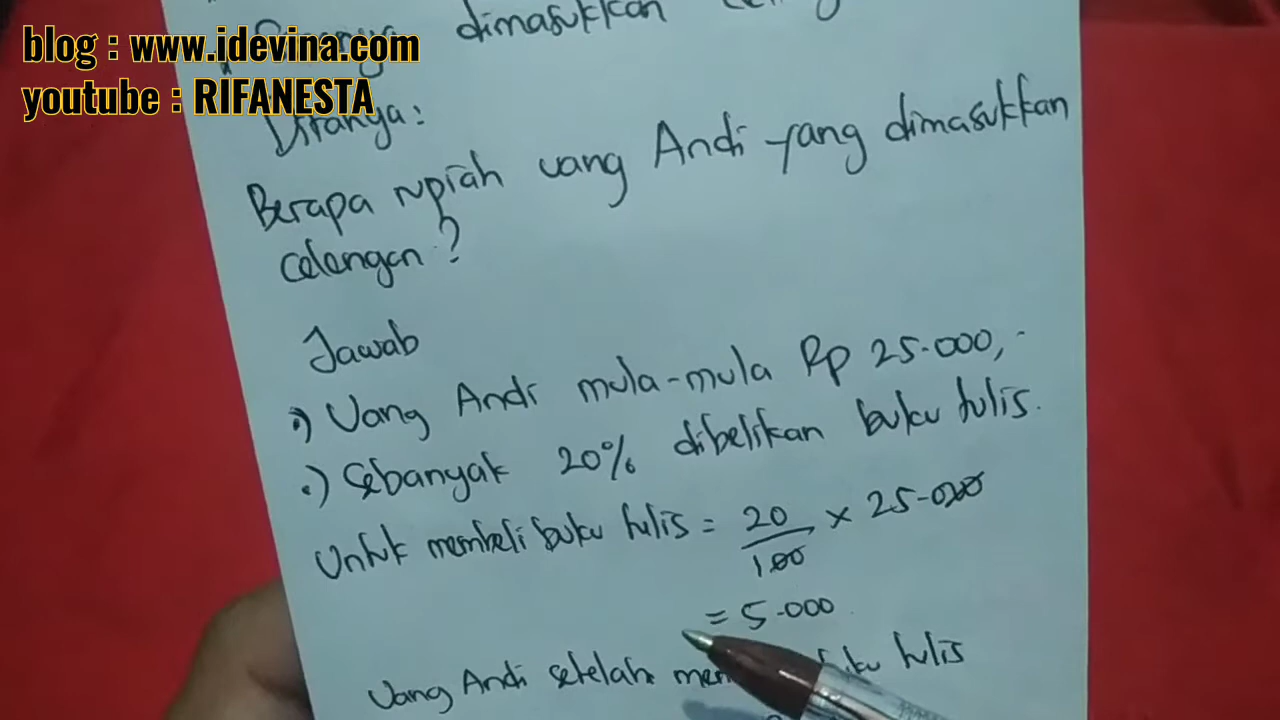 blog : www.idevina.com
youtube : RIFANESTA
dimasukkan
Ditanya:
Berapa rupiah uang Andi yang dimasukkan
celengan?
Jawab
•) Uang Andi mula-mula Rp 25.000,-
•) Sebanyak 20% dibelikan buku tulis.
Untuk membeli buku tulis = 20/100 x 25.000
= 5.000
Uang Andi setelah tulis